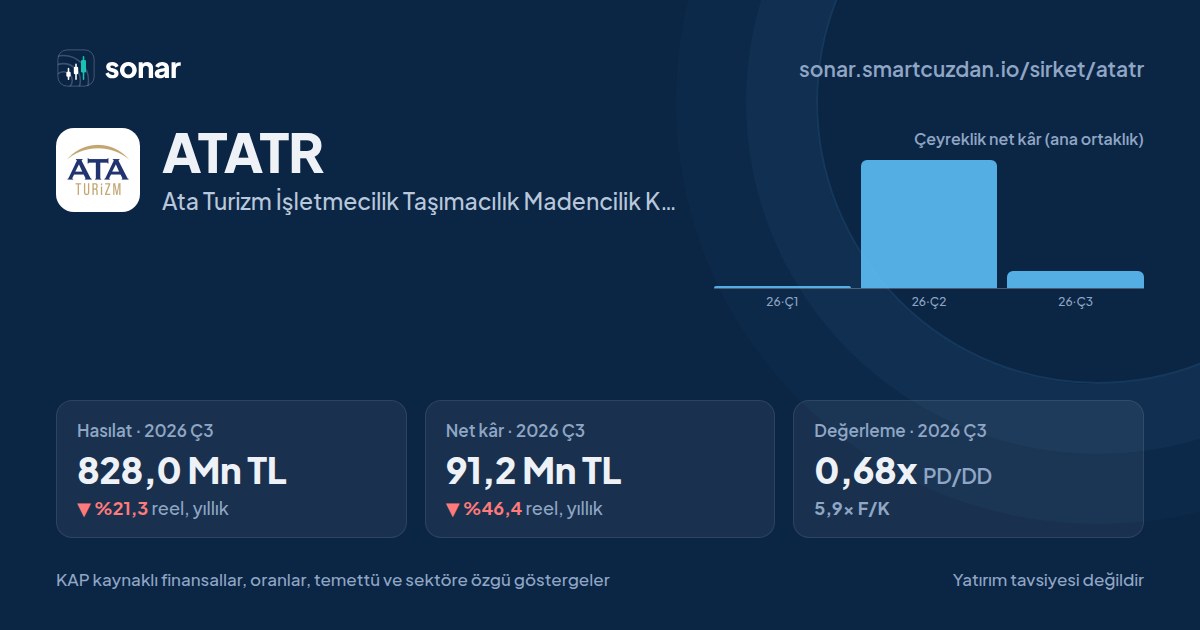 sonar
sonar.smartcuzdan.io/sirket/atatr
ATA
TURİZM
ATATR
Ata Turizm İşletmecilik Taşımacılık Madencilik K...
Çeyreklik net kâr (ana ortaklık)
26·Ç1 26·Ç2 26·Ç3
Hasılat · 2026 Ç3
828,0 Mn TL
▼ %21,3 reel, yıllık
Net kâr · 2026 Ç3
91,2 Mn TL
▼ %46,4 reel, yıllık
Değerleme · 2026 Ç3
0,68x PD/DD
5,9× F/K
KAP kaynaklı finansallar, oranlar, temettü ve sektöre özgü göstergeler
Yatırım tavsiyesi değildir